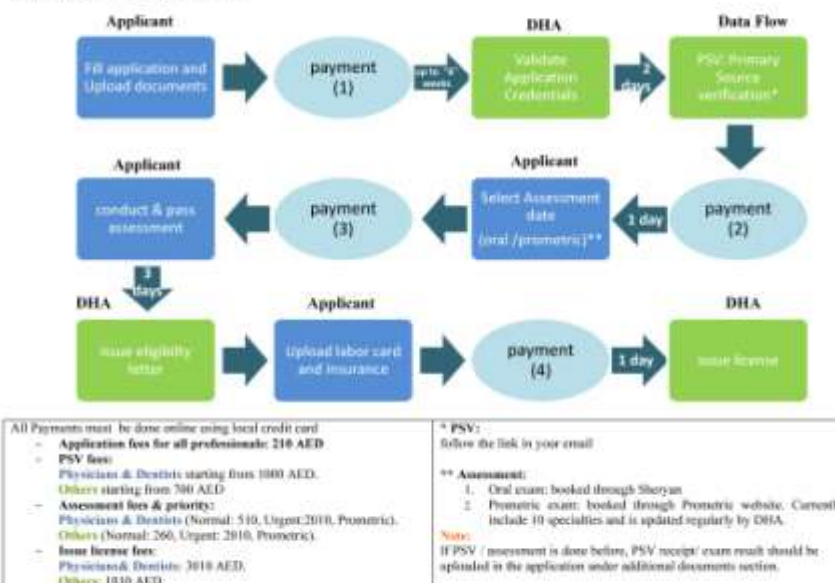 Applicant
DHA
Data Flow
Fill application and
Upload documents
payment
(1)
up to
weeks
Validate
Application
Credentials
2
days
PSV: Primary
Source
verification*
Applicant
Applicant
conduct & pass
assessment
payment
(3)
Select Assessment
date
(oral /prometric)**
1 day
payment
(2)
3
days
DHA
Applicant
DHA
Issue eligibility
letter
Upload labor card
and insurance
payment
(4)
1 day
Issue license
All Payments must be done online using local credit card
- Application fees for all professionals: 210 AED
- PSV fees:
Physicians & Dentists starting from 1000 AED.
Others starting from 700 AED
- Assessment fees & priority:
Physicians & Dentists (Normal: 510, Urgent:2010, Prometric).
Others (Normal: 260, Urgent: 2010, Prometric).
- Issue license fees:
Physicians& Dentists: 3010 AED.
Others: 1010 AED.
* PSV:
follow the link in your email
** Assessment:
1. Oral exam: booked through Sheryan
2. Prometric exam: booked through Prometric website. Currently
include 10 specialties and is updated regularly by DHA.
Note:
If PSV / assessment is done before, PSV receipt/ exam result should be
uploaded in the application under additional documents section.